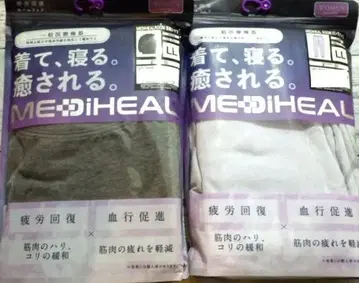 疲労回復
一般医療機器
着て、寝る。
癒される。
MEDiHEAL
疲労回復 × 血行促進
筋肉のハリ、
コリの緩和
×
筋肉の疲れを軽減
一般医療機器
着て、寝る。
癒される。
MEDiHEAL
疲労回復 × 血行促進
筋肉のハリ、
コリの緩和
×
筋肉の疲れを軽減